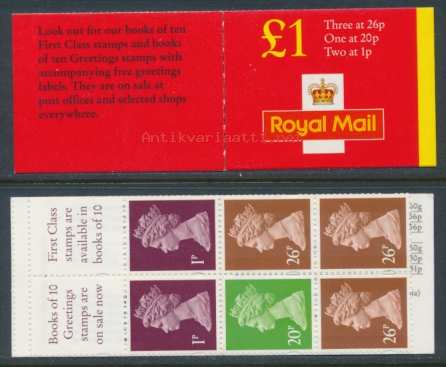 Look out for our books of ten
First Class stamps and books
of ten Greetings stamps with
accompanying free greetings
labels. They are on sale at
post offices and selected shops
everywhere.
£1
Three at 26p
One at 20p
Two at 1p
Royal Mail
Antikvariaatti.net
First Class
stamps are
available in
books of 10
1P
26P
26P
Books of 10
Greetings
stamps are
on sale now
1P
20P
26P
60g